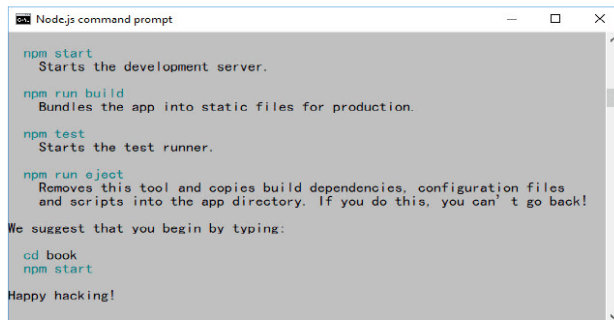 Node.js command prompt
npm start
Starts the development server.
npm run build
Bundles the app into static files for production.
npm test
Starts the test runner.
npm run eject
Removes this tool and copies build dependencies, configuration files
and scripts into the app directory. If you do this, you can't go back!
We suggest that you begin by typing:
cd book
npm start
Happy hacking!